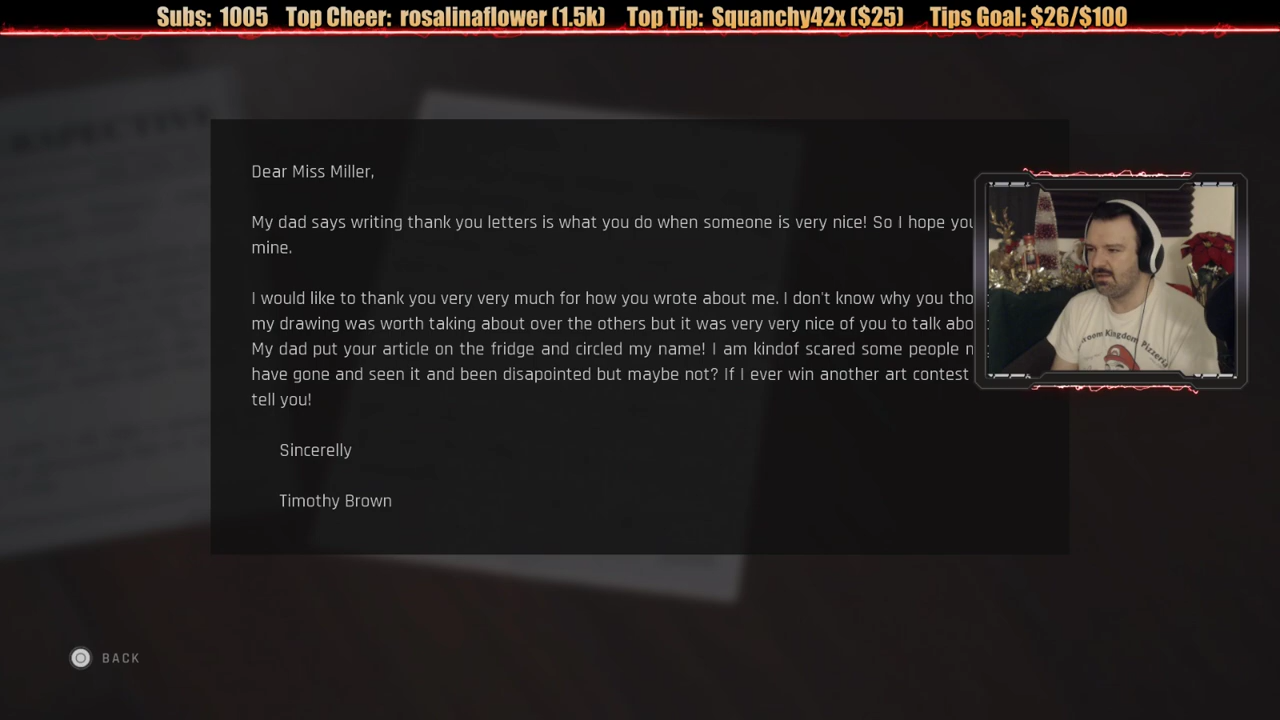 Subs: 1005 Top Cheer: rosalinaflower (1.5k) Top Tip: Squanchy42x ($25) Tips Goal: $26/$100
Dear Miss Miller,
My dad says writing thank you letters is what you do when someone is very nice! So I hope you
mine.
I would like to thank you very very much for how you wrote about me. I don't know why you tho
my drawing was worth taking about over the others but it was very very nice of you to talk abo
My dad put your article on the fridge and circled my name! I am kindof scared some people m
have gone and seen it and been disapointed but maybe not? If I ever win another art contest
tell you!
Sincerelly
Timothy Brown
Kingdom Pizzeria
BACK